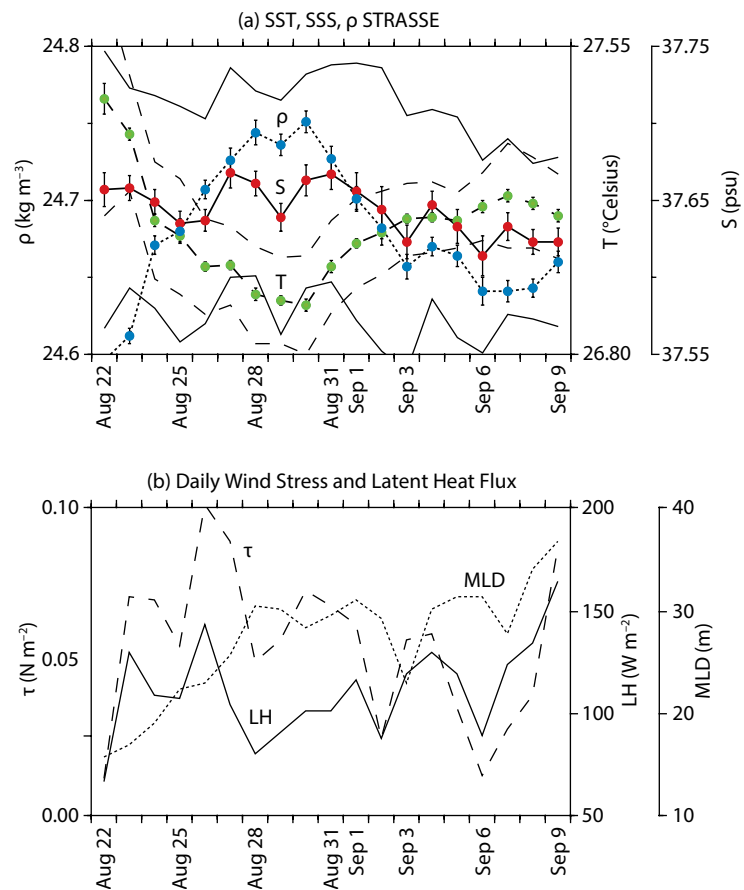 (a) SST, SSS, ρ STRASSE
24.8
27.55
37.75
ρ
S
T
24.7
37.65
ρ (kg m⁻³)
T (°Celsius)
S (psu)
24.6
26.80
37.55
Aug 22
Aug 25
Aug 28
Aug 31
Sep 1
Sep 3
Sep 6
Sep 9
(b) Daily Wind Stress and Latent Heat Flux
0.10
200
40
τ
MLD
150
30
0.05
τ (N m⁻²)
LH (W m⁻²)
MLD (m)
LH
100
20
0.00
50
10
Aug 22
Aug 25
Aug 28
Aug 31
Sep 1
Sep 3
Sep 6
Sep 9